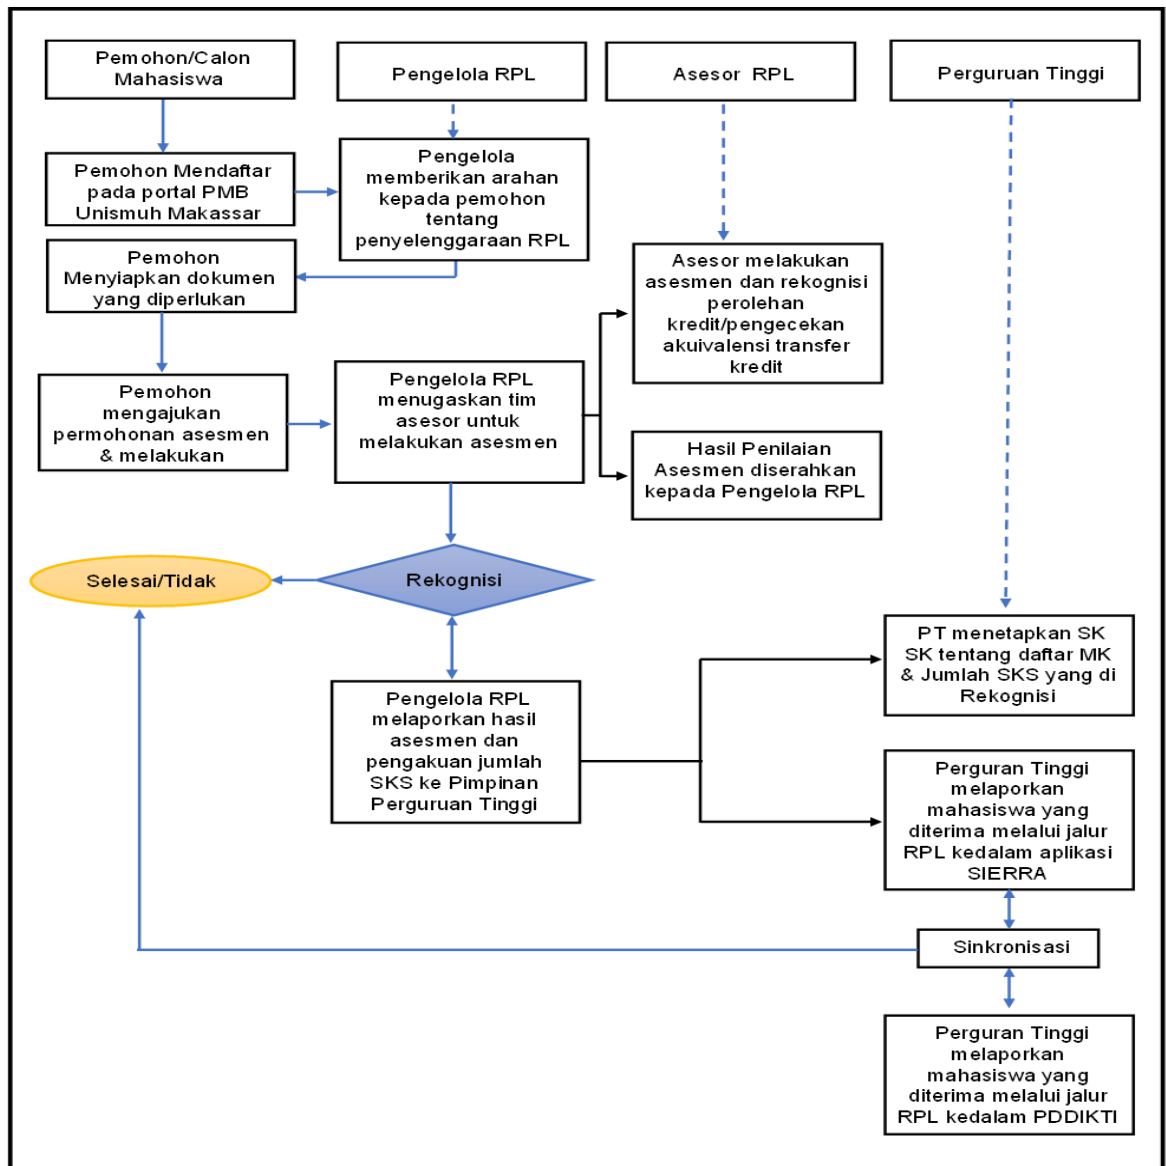 Pemohon/Calon
Mahasiswa
Pengelola RPL
Asesor RPL
Perguruan Tinggi
Pemohon Mendaftar
pada portal PMB
Unismuh Makassar
Pengelola
memberikan arahan
kepada pemohon
tentang
penyelenggaraan RPL
Pemohon
Menyiapkan dokumen
yang diperlukan
Asesor melakukan
asesmen dan rekognisi
perolehan
kredit/pengecekan
akuivalensi transfer
kredit
Pemohon
mengajukan
permohonan asesmen
& melakukan
Pengelola RPL
menugaskan tim
asesor untuk
melakukan asesmen
Hasil Penilaian
Asesmen diserahkan
kepada Pengelola RPL
Selesai/Tidak
Rekognisi
PT menetapkan SK
SK tentang daftar MK
& Jumlah SKS yang di
Rekognisi
Pengelola RPL
melaporkan hasil
asesmen dan
pengakuan jumlah
SKS ke Pimpinan
Perguruan Tinggi
Perguran Tinggi
melaporkan
mahasiswa yang
diterima melalui jalur
RPL kedalam aplikasi
SIERRA
Sinkronisasi
Perguran Tinggi
melaporkan
mahasiswa yang
diterima melalui jalur
RPL kedalam PDDIKTI